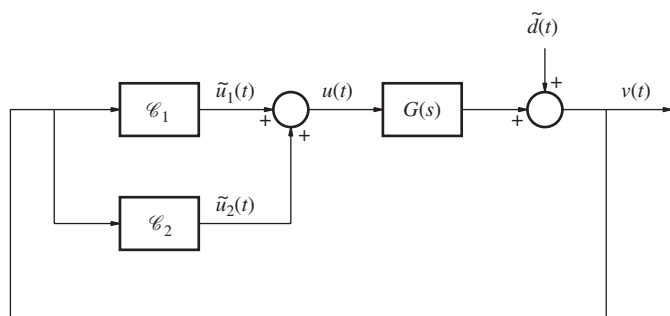 d̃(t)
𝒞₁
ũ₁(t)
+
+
u(t)
G(s)
+
+
v(t)
𝒞₂
ũ₂(t)